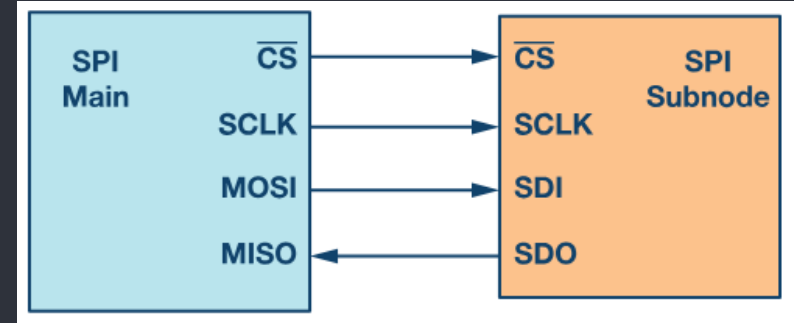 SPI
Main
CS
SCLK
MOSI
MISO
CS
SCLK
SDI
SDO
SPI
Subnode